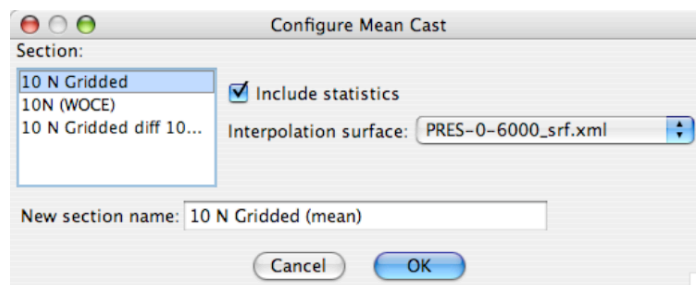 Configure Mean Cast
Section:
10 N Gridded
10N (WOCE)
10 N Gridded diff 10...
Include statistics
Interpolation surface: PRES-0-6000_srf.xml
New section name: 10 N Gridded (mean)
Cancel OK